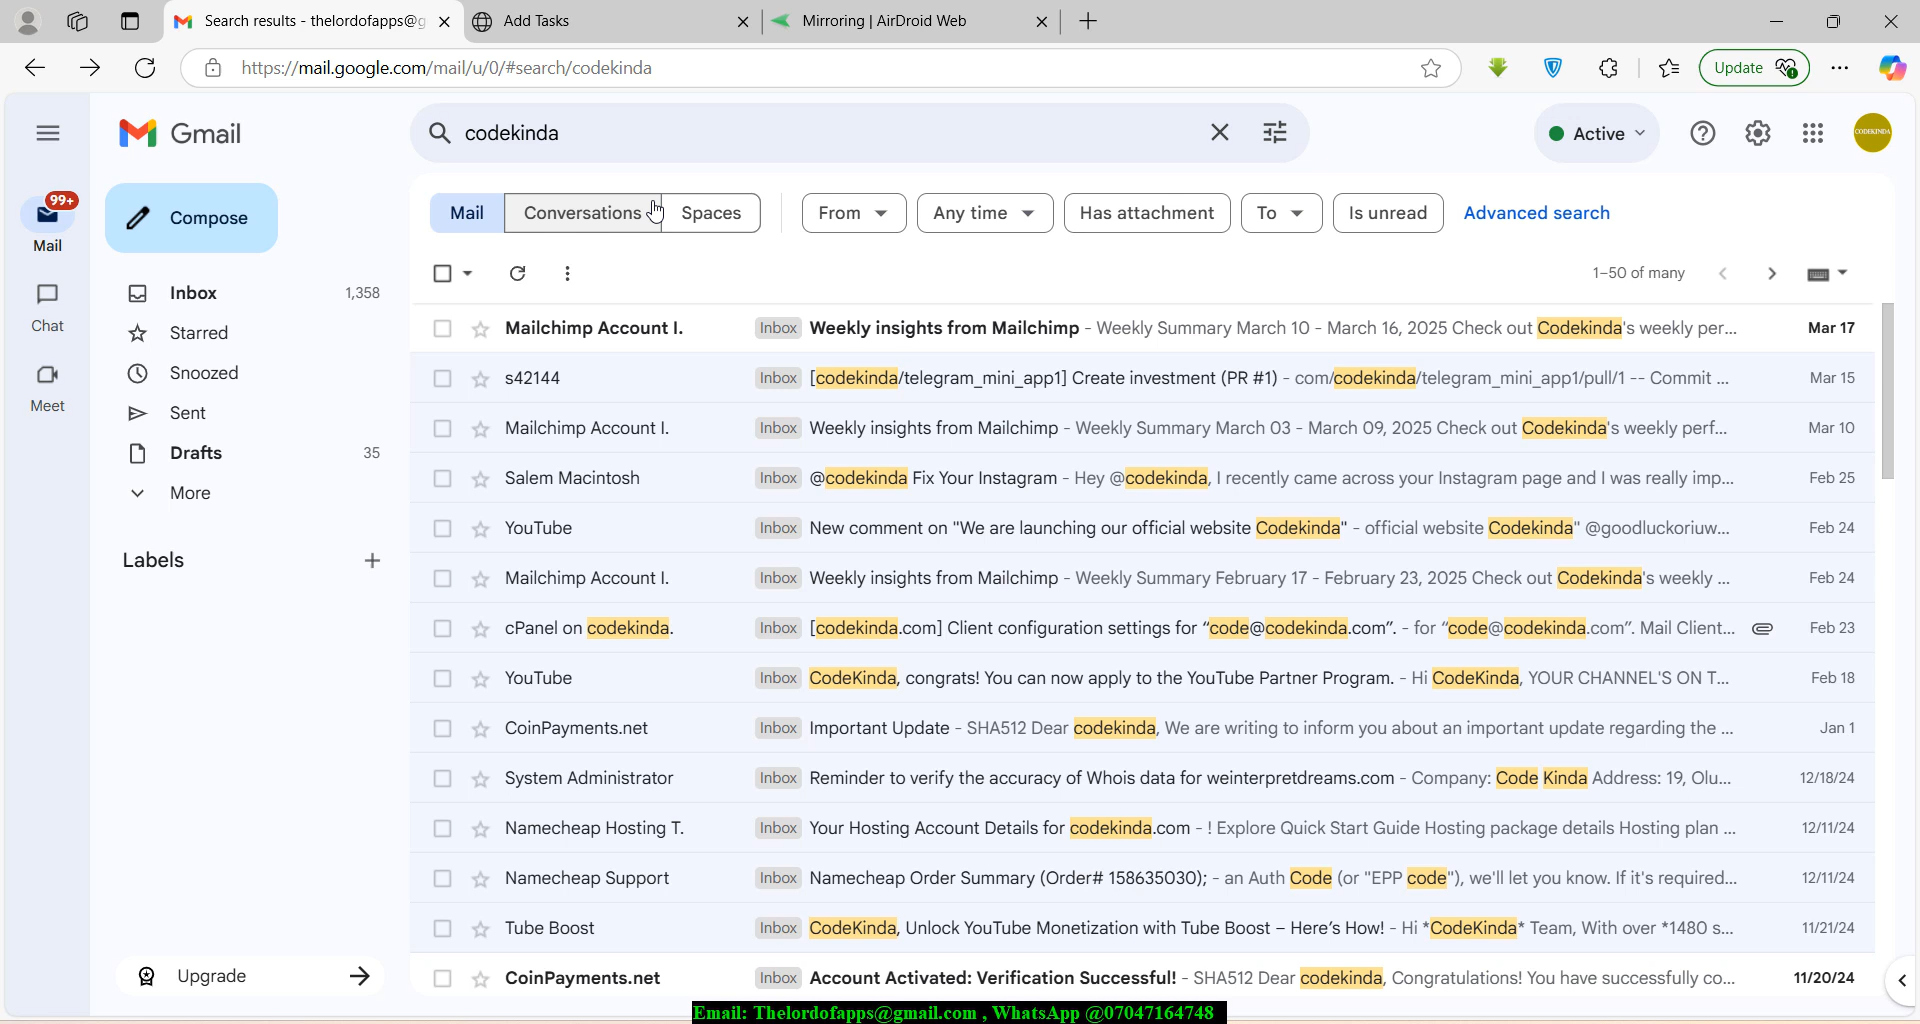 Search results - thelordofapps@g
Add Tasks
Mirroring | AirDroid Web
https://mail.google.com/mail/u/0/#search/codekinda
Update
Gmail
codekinda
Active
CODEKINDA
99+
Mail
Chat
Meet
Compose
Inbox 1,358
Starred
Snoozed
Sent
Drafts 35
More
Labels
Upgrade
Mail Conversations Spaces From Any time Has attachment To Is unread Advanced search
1–50 of many
Mailchimp Account I. Inbox Weekly insights from Mailchimp - Weekly Summary March 10 - March 16, 2025 Check out Codekinda's weekly per... Mar 17
s42144 Inbox [codekinda/telegram_mini_app1] Create investment (PR #1) - com/codekinda/telegram_mini_app1/pull/1 -- Commit ... Mar 15
Mailchimp Account I. Inbox Weekly insights from Mailchimp - Weekly Summary March 03 - March 09, 2025 Check out Codekinda's weekly perf... Mar 10
Salem Macintosh Inbox @codekinda Fix Your Instagram - Hey @codekinda, I recently came across your Instagram page and I was really imp... Feb 25
YouTube Inbox New comment on "We are launching our official website Codekinda" - official website Codekinda" @goodluckoriuw... Feb 24
Mailchimp Account I. Inbox Weekly insights from Mailchimp - Weekly Summary February 17 - February 23, 2025 Check out Codekinda's weekly ... Feb 24
cPanel on codekinda. Inbox [codekinda.com] Client configuration settings for “code@codekinda.com”. - for “code@codekinda.com”. Mail Client... Feb 23
YouTube Inbox CodeKinda, congrats! You can now apply to the YouTube Partner Program. - Hi CodeKinda, YOUR CHANNEL'S ON T... Feb 18
CoinPayments.net Inbox Important Update - SHA512 Dear codekinda, We are writing to inform you about an important update regarding the ... Jan 1
System Administrator Inbox Reminder to verify the accuracy of Whois data for weinterpretdreams.com - Company: Code Kinda Address: 19, Olu... 12/18/24
Namecheap Hosting T. Inbox Your Hosting Account Details for codekinda.com - ! Explore Quick Start Guide Hosting package details Hosting plan ... 12/11/24
Namecheap Support Inbox Namecheap Order Summary (Order# 158635030); - an Auth Code (or "EPP code"), we'll let you know. If it's required... 12/11/24
Tube Boost Inbox CodeKinda, Unlock YouTube Monetization with Tube Boost – Here’s How! - Hi *CodeKinda* Team, With over *1480 s... 11/21/24
CoinPayments.net Inbox Account Activated: Verification Successful! - SHA512 Dear codekinda, Congratulations! You have successfully co... 11/20/24
Email: Thelordofapps@gmail.com , WhatsApp @07047164748